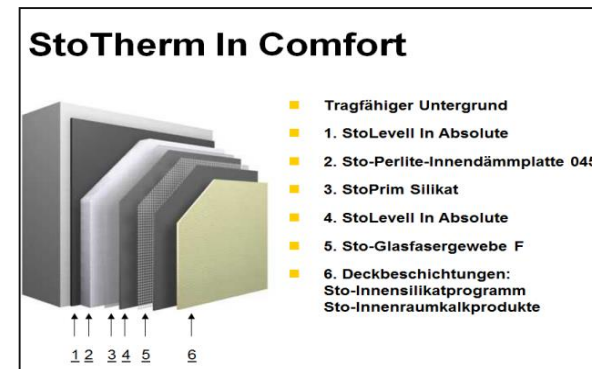 StoTherm In Comfort
Tragfähiger Untergrund
1. StoLevell In Absolute
2. Sto-Perlite-Innendämmplatte 045
3. StoPrim Silikat
4. StoLevell In Absolute
5. Sto-Glasfasergewebe F
6. Deckbeschichtungen:
Sto-Innensilikatprogramm
Sto-Innenraumkalkprodukte
1 2 3 4 5 6